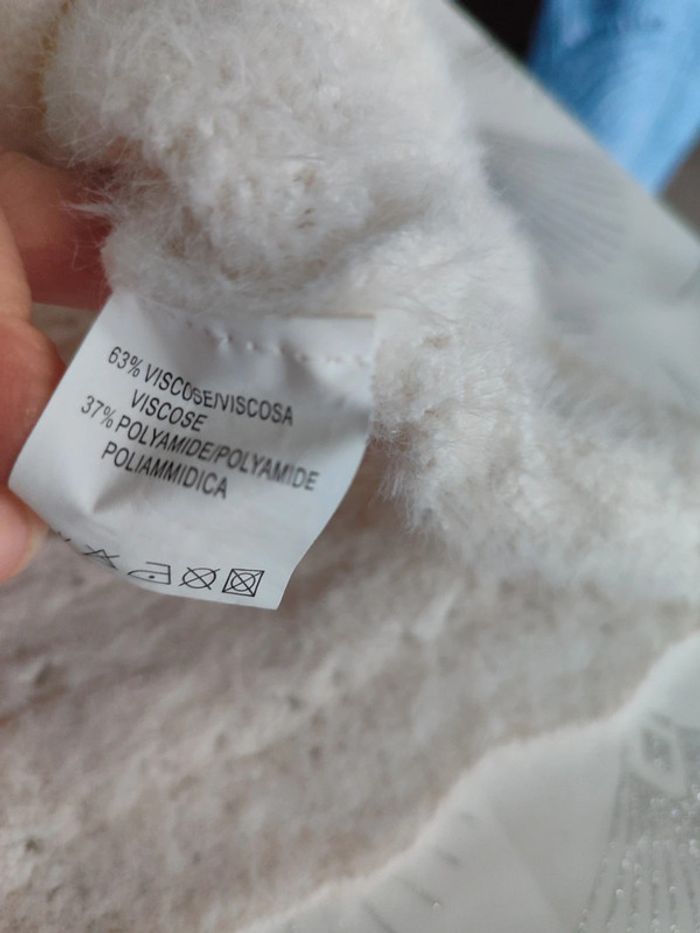 63% VISCOSE/VISCOSA
VISCOSE
37% POLYAMIDE/POLYAMIDE
POLIAMMIDICA